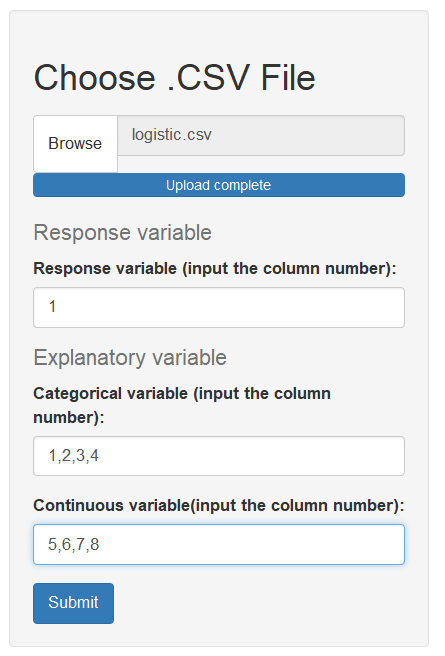 Choose .CSV File
Browse
logistic.csv
Upload complete
Response variable
Response variable (input the column number):
1
Explanatory variable
Categorical variable (input the column
number):
1,2,3,4
Continuous variable(input the column number):
5,6,7,8
Submit